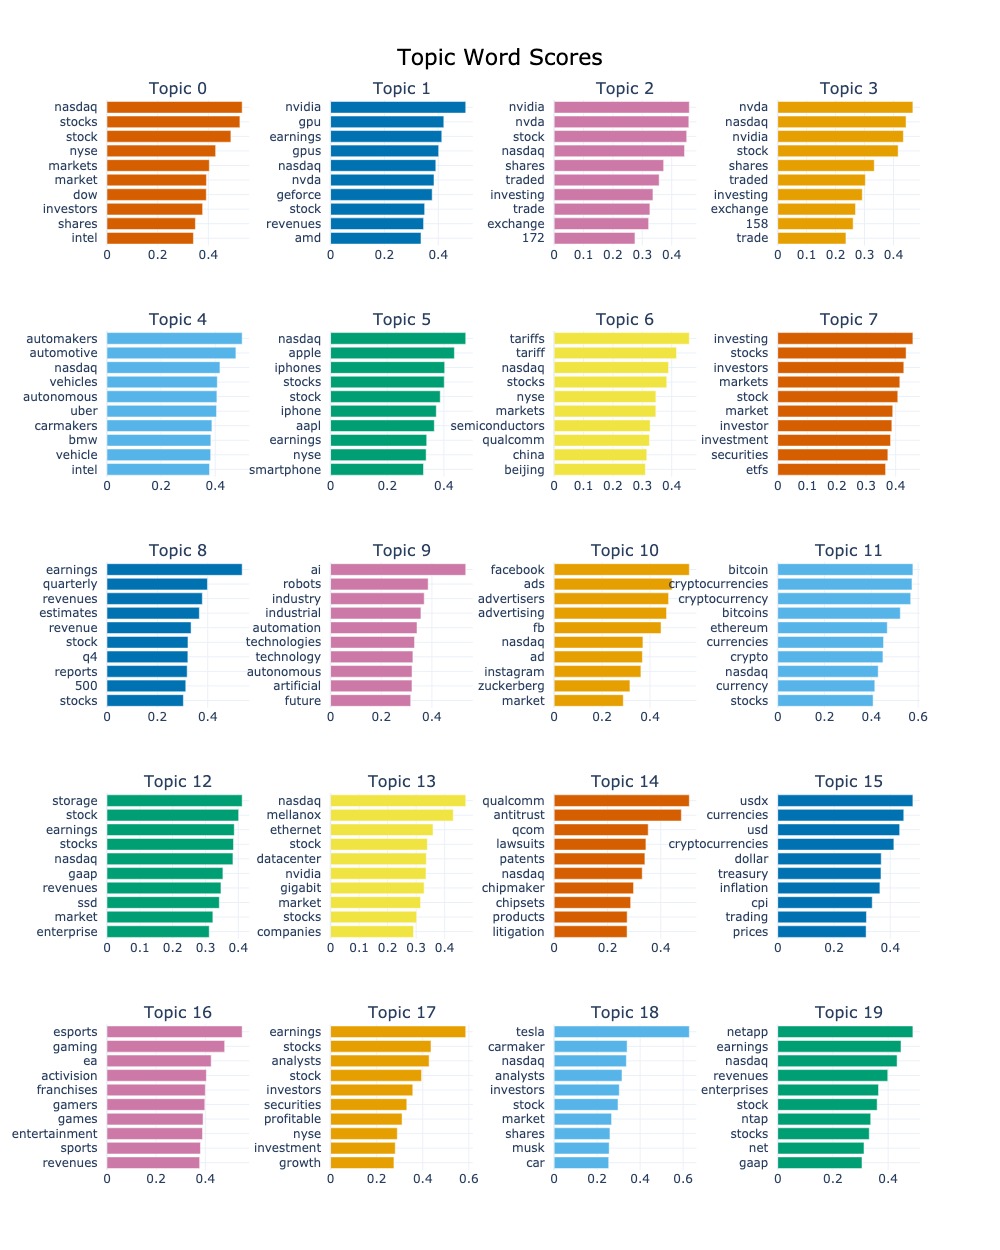 Topic Word Scores
Topic 0
nasdaq
stocks
stock
nyse
markets
market
dow
investors
shares
intel
0 0.2 0.4
Topic 1
nvidia
gpu
earnings
gpus
nasdaq
nvda
geforce
stock
revenues
amd
0 0.2 0.4
Topic 2
nvidia
nvda
stock
nasdaq
shares
traded
investing
trade
exchange
172
0 0.1 0.2 0.3 0.4
Topic 3
nvda
nasdaq
nvidia
stock
shares
traded
investing
exchange
158
trade
0 0.1 0.2 0.3 0.4
Topic 4
automakers
automotive
nasdaq
vehicles
autonomous
uber
carmakers
bmw
vehicle
intel
0 0.2 0.4
Topic 5
nasdaq
apple
iphones
stocks
stock
iphone
aapl
earnings
nyse
smartphone
0 0.2 0.4
Topic 6
tariffs
tariff
nasdaq
stocks
nyse
markets
semiconductors
qualcomm
china
beijing
0 0.1 0.2 0.3 0.4
Topic 7
investing
stocks
investors
markets
stock
market
investor
investment
securities
etfs
0 0.1 0.2 0.3 0.4
Topic 8
earnings
quarterly
revenues
estimates
revenue
stock
q4
reports
500
stocks
0 0.2 0.4
Topic 9
ai
robots
industry
industrial
automation
technologies
technology
autonomous
artificial
future
0 0.2 0.4
Topic 10
facebook
ads
advertisers
advertising
fb
nasdaq
ad
instagram
zuckerberg
market
0 0.2 0.4
Topic 11
bitcoin
cryptocurrencies
cryptocurrency
bitcoins
ethereum
currencies
crypto
nasdaq
currency
stocks
0 0.2 0.4 0.6
Topic 12
storage
stock
earnings
stocks
nasdaq
gaap
revenues
ssd
market
enterprise
0 0.1 0.2 0.3 0.4
Topic 13
nasdaq
mellanox
ethernet
stock
datacenter
nvidia
gigabit
market
stocks
companies
0 0.1 0.2 0.3 0.4
Topic 14
qualcomm
antitrust
qcom
lawsuits
patents
nasdaq
chipmaker
chipsets
products
litigation
0 0.2 0.4
Topic 15
usdx
currencies
usd
cryptocurrencies
dollar
treasury
inflation
cpi
trading
prices
0 0.2 0.4
Topic 16
esports
gaming
ea
activision
franchises
gamers
games
entertainment
sports
revenues
0 0.2 0.4
Topic 17
earnings
stocks
analysts
stock
investors
securities
profitable
nyse
investment
growth
0 0.2 0.4 0.6
Topic 18
tesla
carmaker
nasdaq
analysts
investors
stock
market
shares
musk
car
0 0.2 0.4 0.6
Topic 19
netapp
earnings
nasdaq
revenues
enterprises
stock
ntap
stocks
net
gaap
0 0.2 0.4